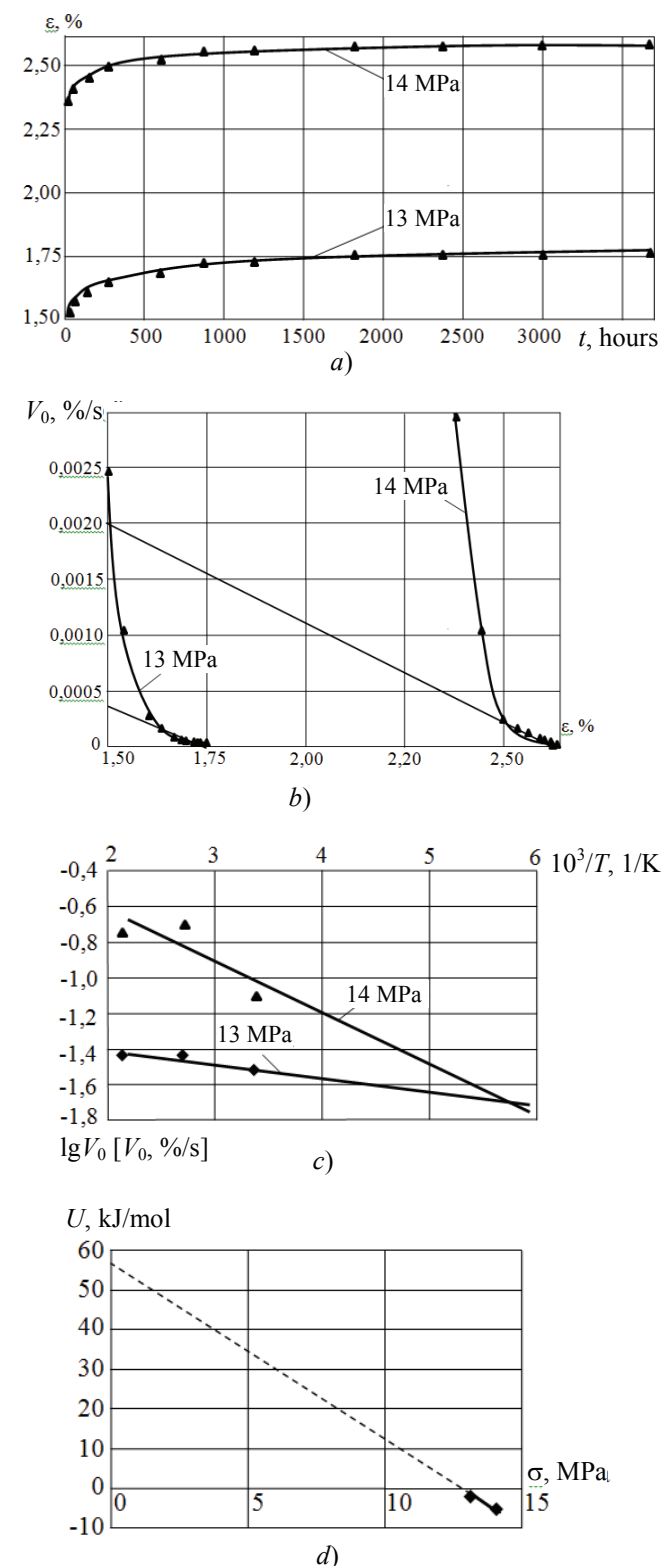 ε, %
2,50
14 MPa
2,25
2,00
13 MPa
1,75
1,50
0 500 1000 1500 2000 2500 3000 t, hours
a)
V₀, %/s
0,0025
14 MPa
0,0020
0,0015
0,0010
13 MPa
0,0005
ε, %
0
1,50 1,75 2,00 2,20 2,50
b)
2 3 4 5 6 10³/T, 1/K
-0,4
-0,6
-0,8
-1,0
14 MPa
-1,2
13 MPa
-1,4
-1,6
-1,8
lgV₀ [V₀, %/s]
c)
U, kJ/mol
60
50
40
30
20
10
σ, MPa
0
0 5 10 15
-10
d)